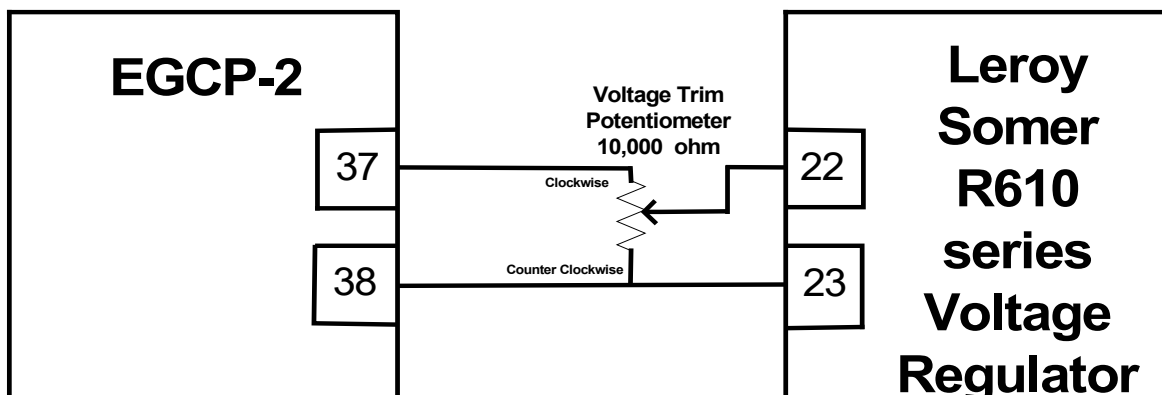 EGCP-2
37
38
Voltage Trim
Potentiometer
10,000 ohm
Clockwise
Counter Clockwise
22
23
Leroy
Somer
R610
series
Voltage
Regulator